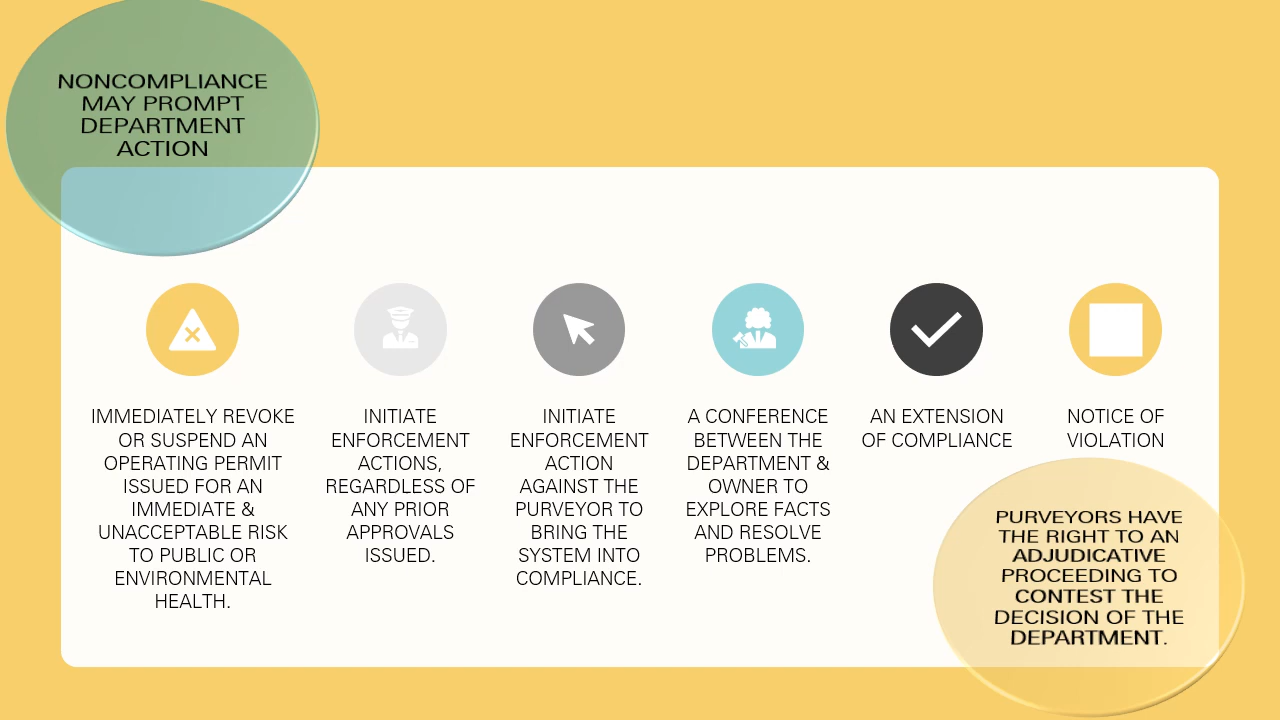 NONCOMPLIANCE
MAY PROMPT
DEPARTMENT
ACTION
IMMEDIATELY REVOKE
OR SUSPEND AN
OPERATING PERMIT
ISSUED FOR AN
IMMEDIATE &
UNACCEPTABLE RISK
TO PUBLIC OR
ENVIRONMENTAL
HEALTH.
INITIATE
ENFORCEMENT
ACTIONS,
REGARDLESS OF
ANY PRIOR
APPROVALS
ISSUED.
INITIATE
ENFORCEMENT
ACTION
AGAINST THE
PURVEYOR TO
BRING THE
SYSTEM INTO
COMPLIANCE.
A CONFERENCE
BETWEEN THE
DEPARTMENT &
OWNER TO
EXPLORE FACTS
AND RESOLVE
PROBLEMS.
AN EXTENSION
OF COMPLIANCE
NOTICE OF
VIOLATION
PURVEYORS HAVE
THE RIGHT TO AN
ADJUDICATIVE
PROCEEDING TO
CONTEST THE
DECISION OF THE
DEPARTMENT.